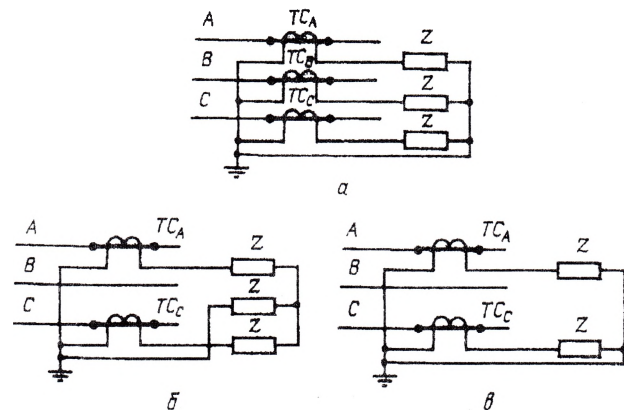 A TC_A Z
B TC_B Z
C TC_C Z
а
A TC_A Z
B Z
C TC_C Z
б
A TC_A Z
B
C TC_C Z
в